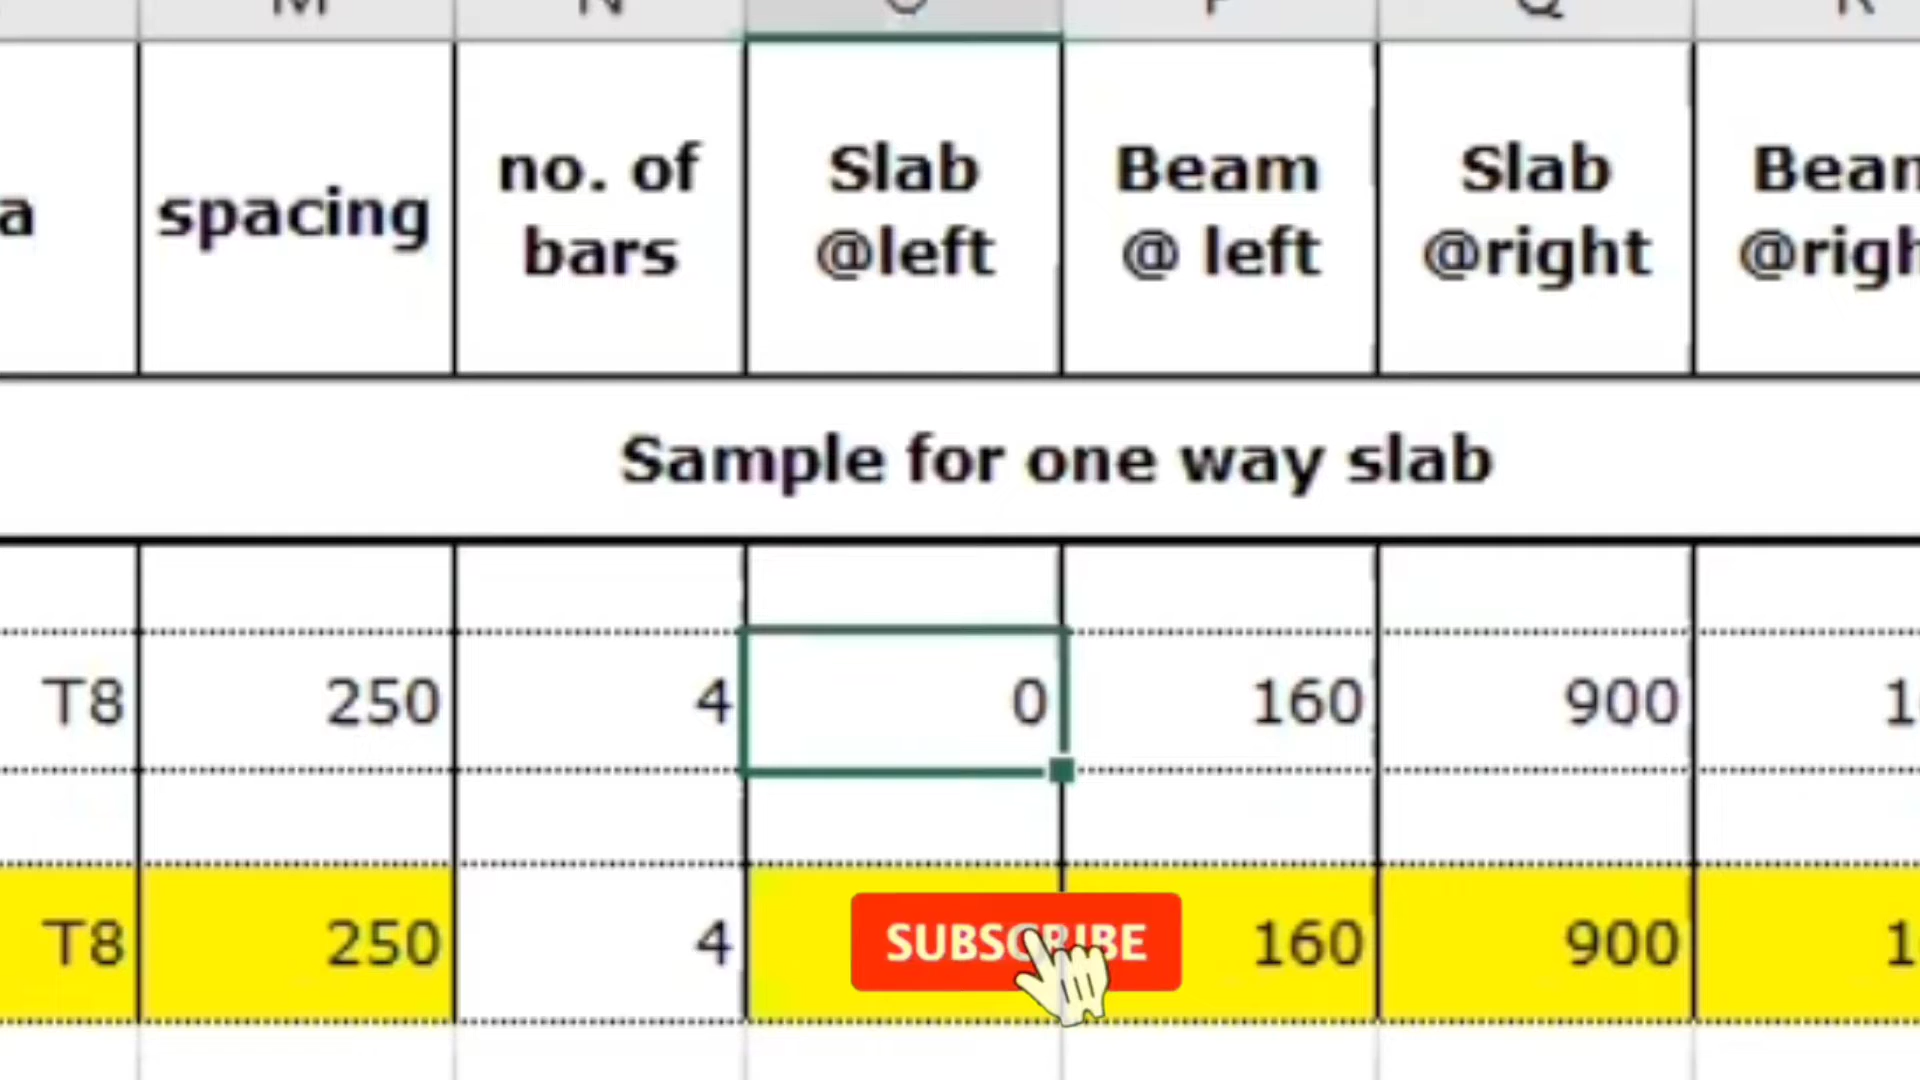 M N O P Q R
a spacing no. of bars Slab @left Beam @ left Slab @right
Sample for one way slab
T8 250 4 0 160 900
T8 250 4 SUBSCRIBE 160 900